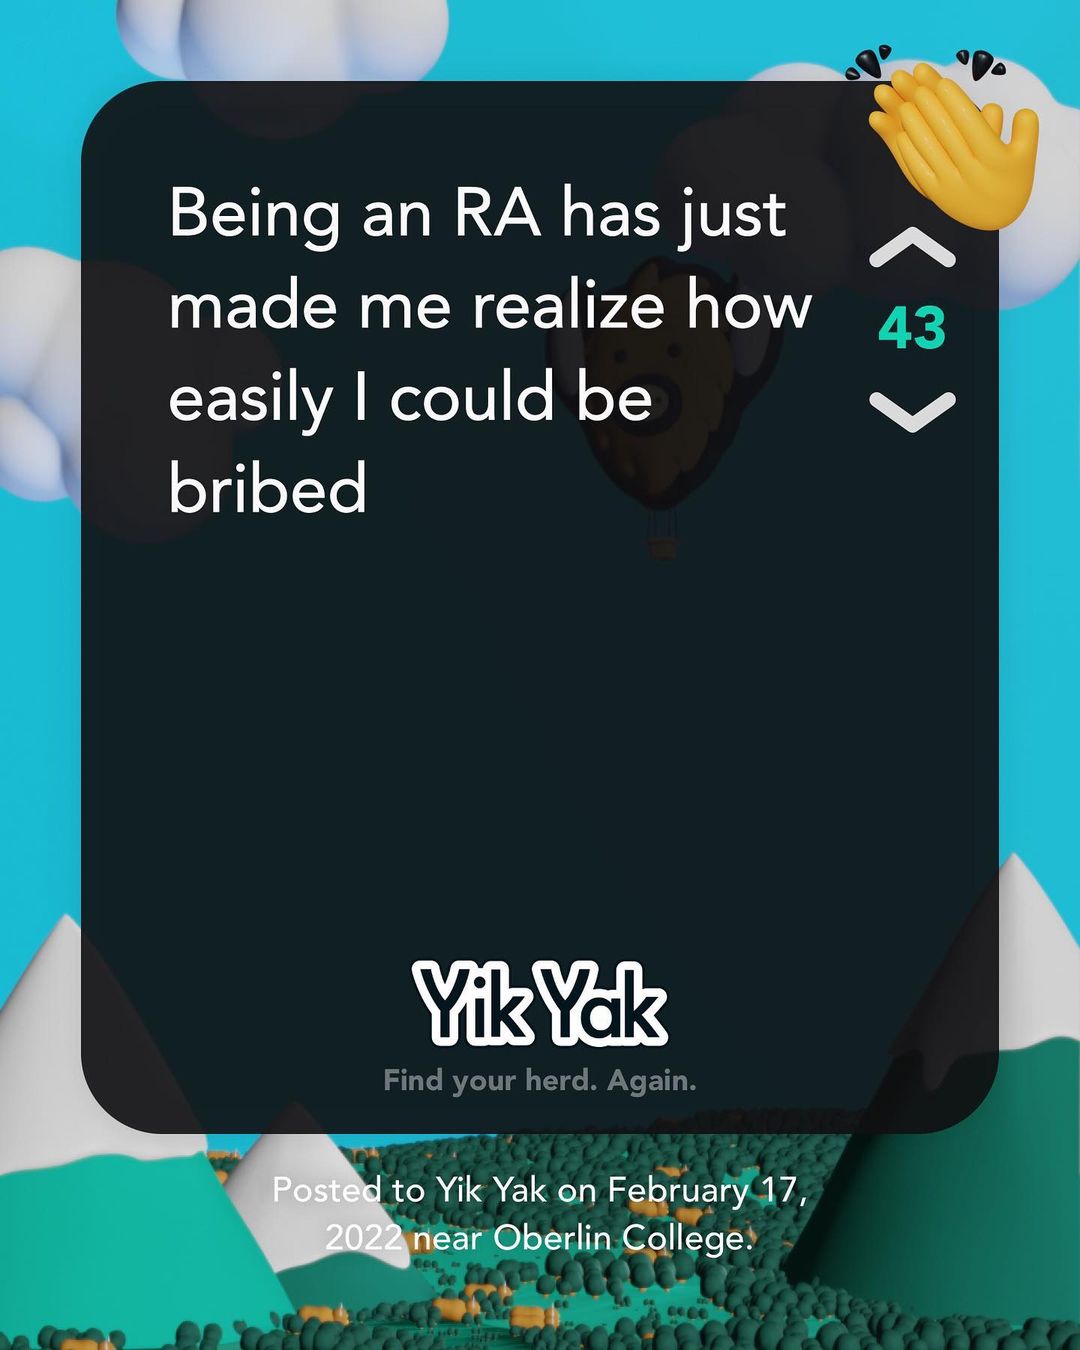 Being an RA has just
made me realize how
easily I could be
bribed
43
Yik Yak
Find your herd. Again.
Posted to Yik Yak on February 17,
2022 near Oberlin College.